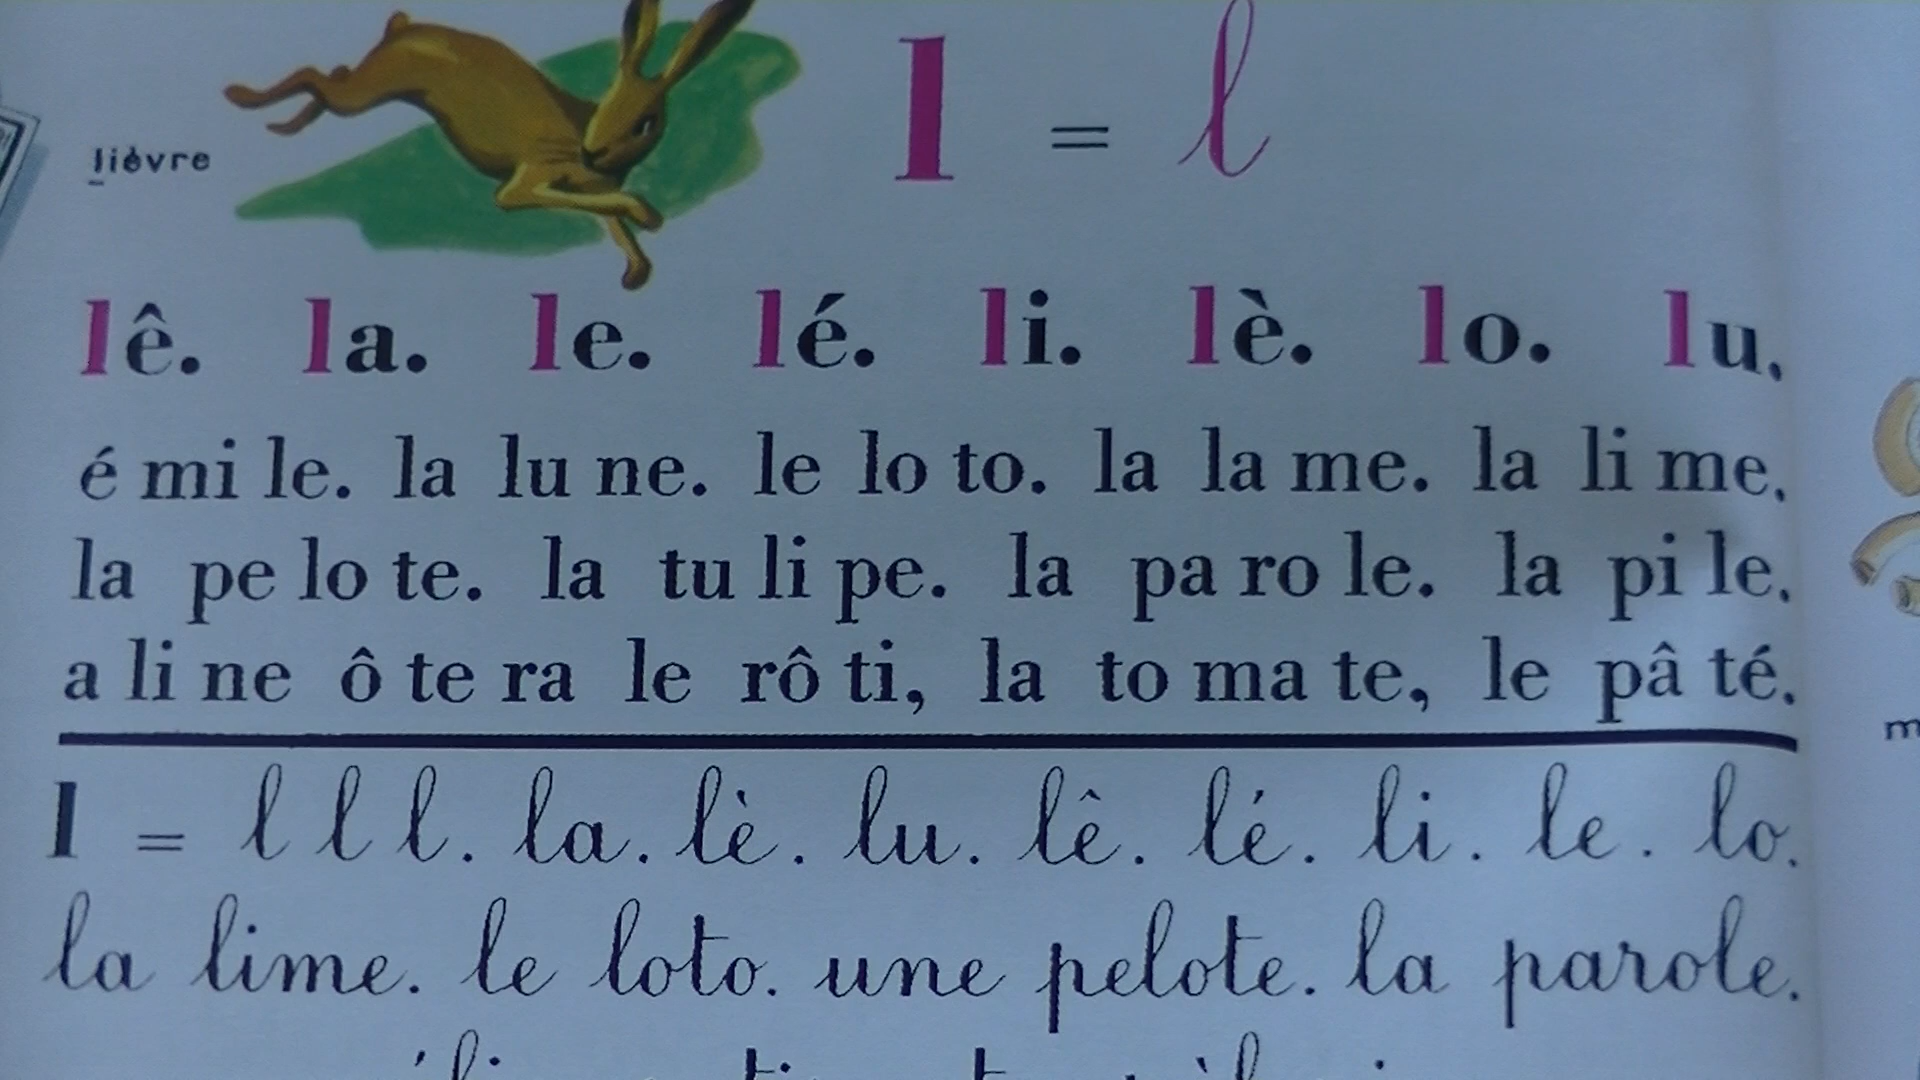 lièvre
l = l
lê. la. le. lé. li. lè. lo. lu.
é mi le. la lu ne. le lo to. la la me. la li me.
la pe lo te. la tu li pe. la pa ro le. la pi le.
a li ne ô te ra le rô ti, la to ma te, le pâ té.
l = l l l. la. lè. lu. lê. lé. li. le. lo.
la lime. le loto. une pelote. la parole.